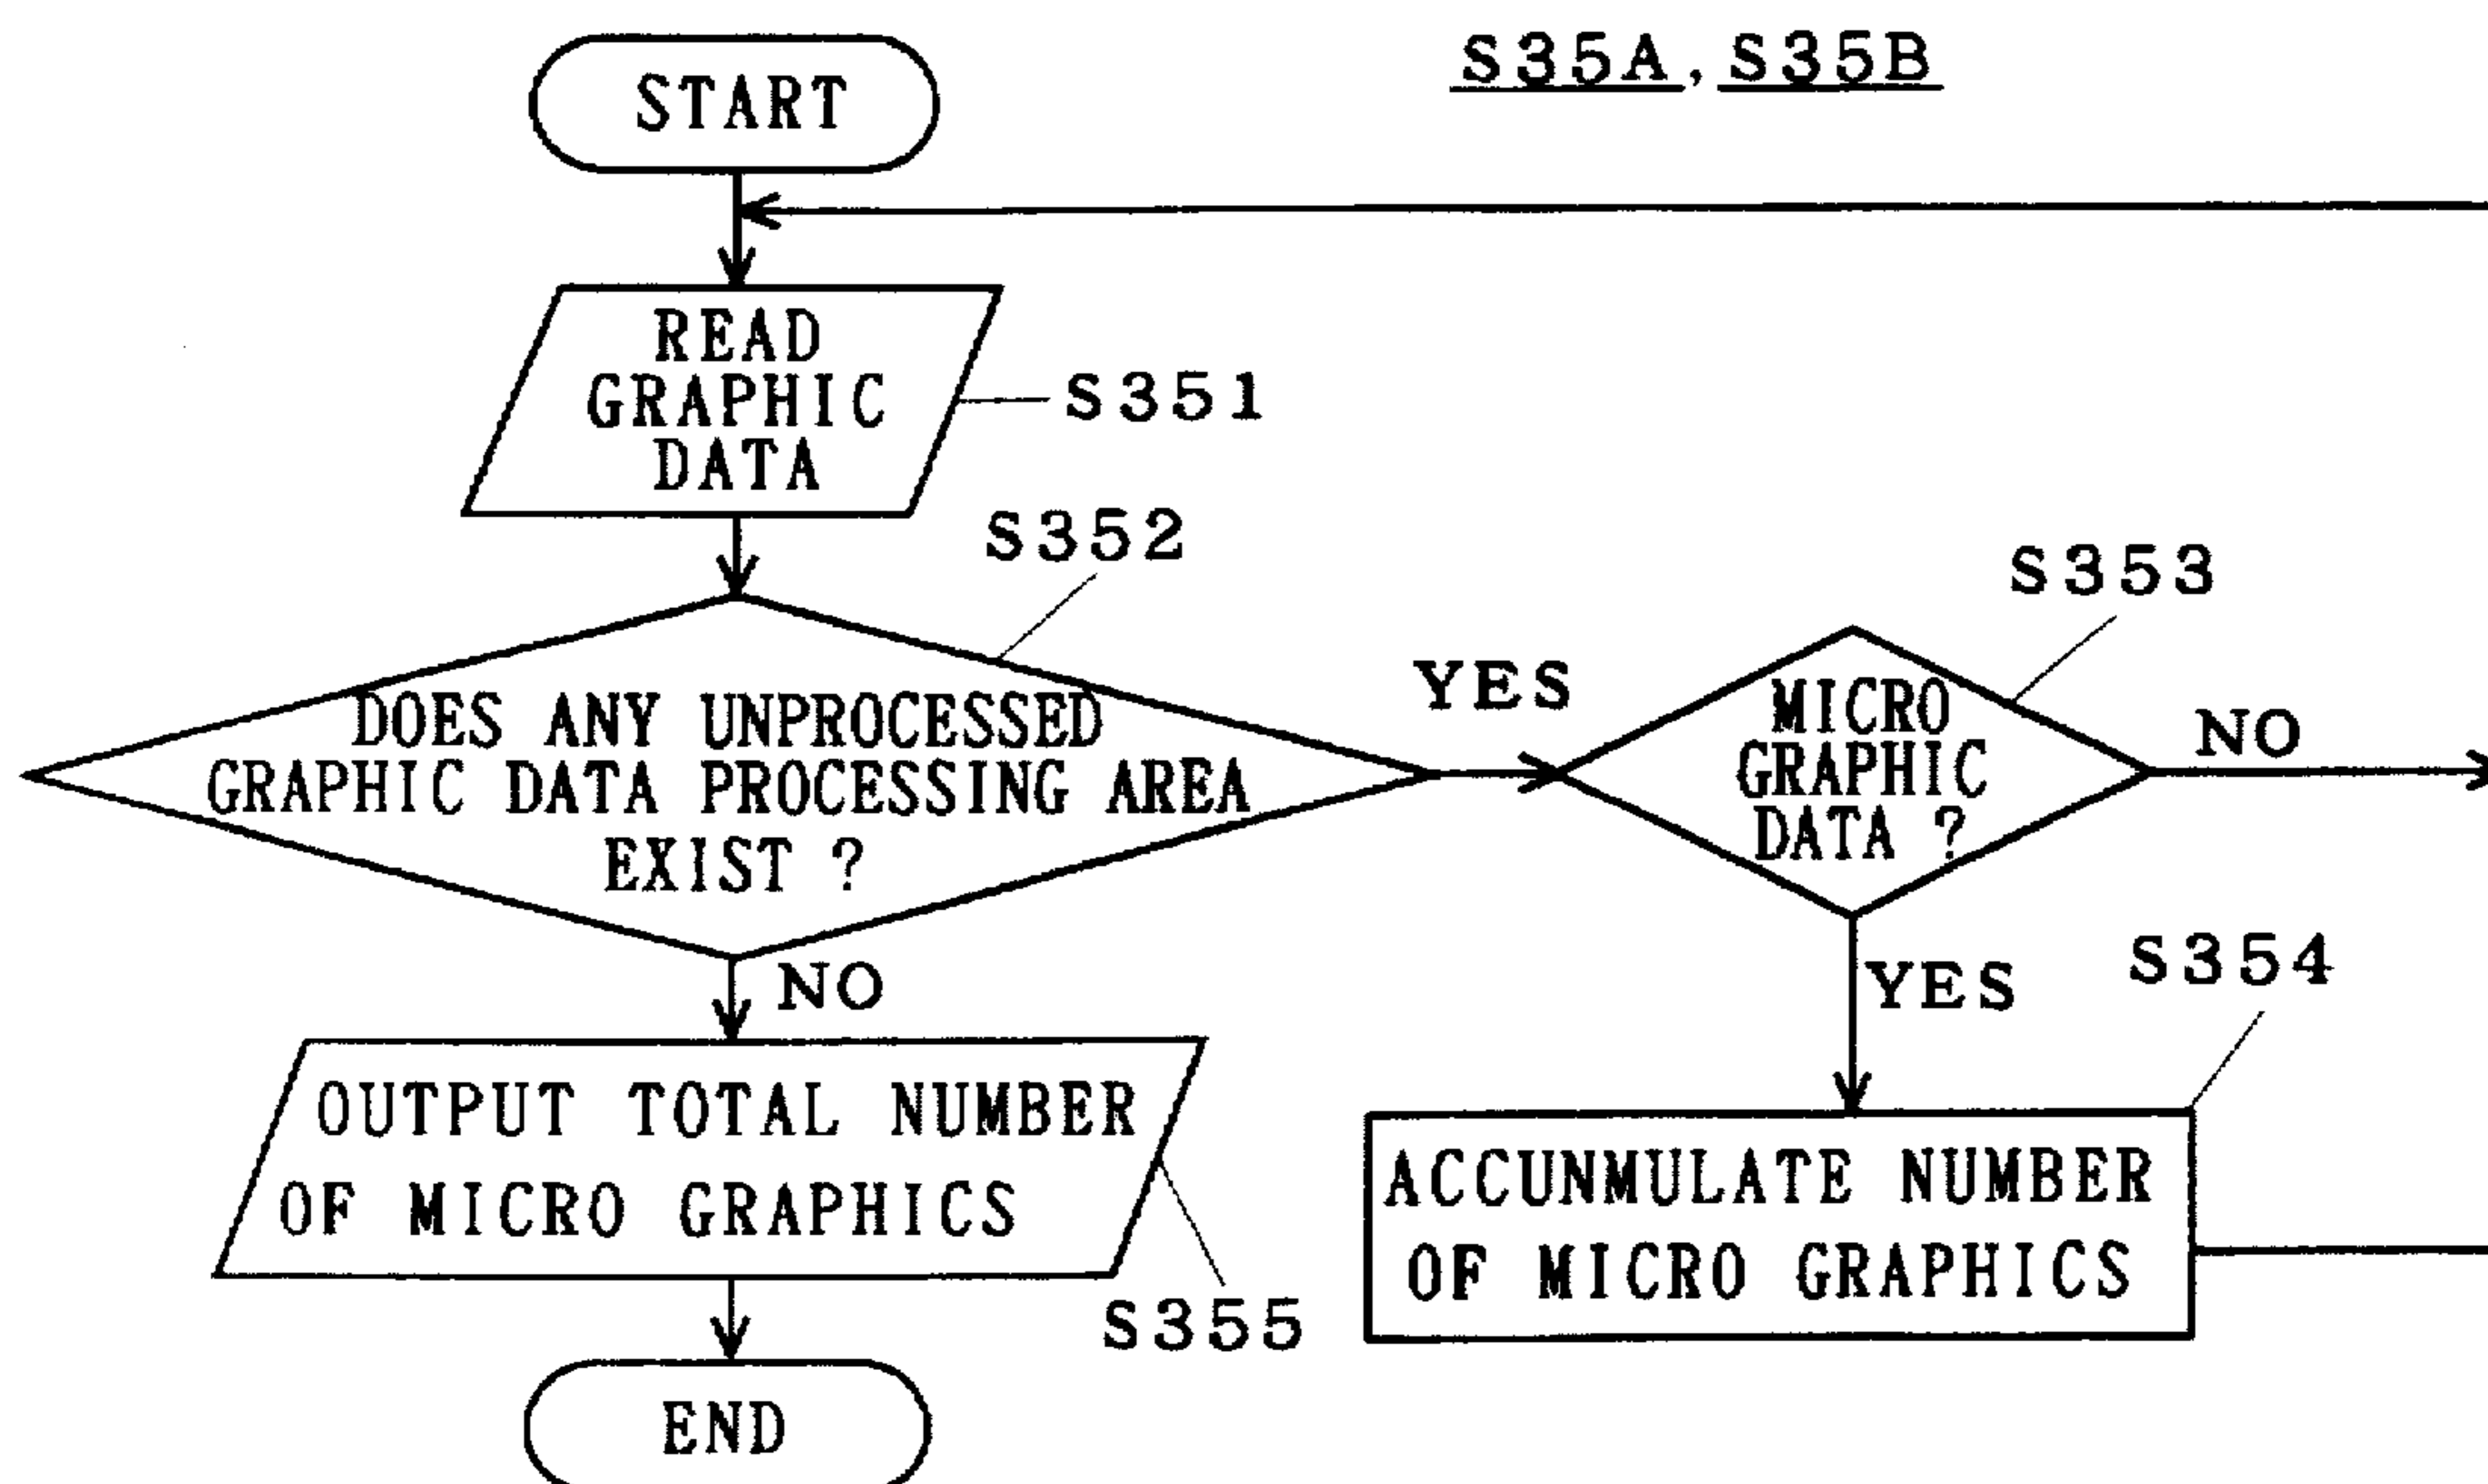 S35A, S35B
START
READ
GRAPHIC
DATA
S351
S352
DOES ANY UNPROCESSED
GRAPHIC DATA PROCESSING AREA
EXIST ?
YES
S353
MICRO
GRAPHIC
DATA ?
NO
NO
YES
S354
OUTPUT TOTAL NUMBER
OF MICRO GRAPHICS
S355
ACCUNMULATE NUMBER
OF MICRO GRAPHICS
END